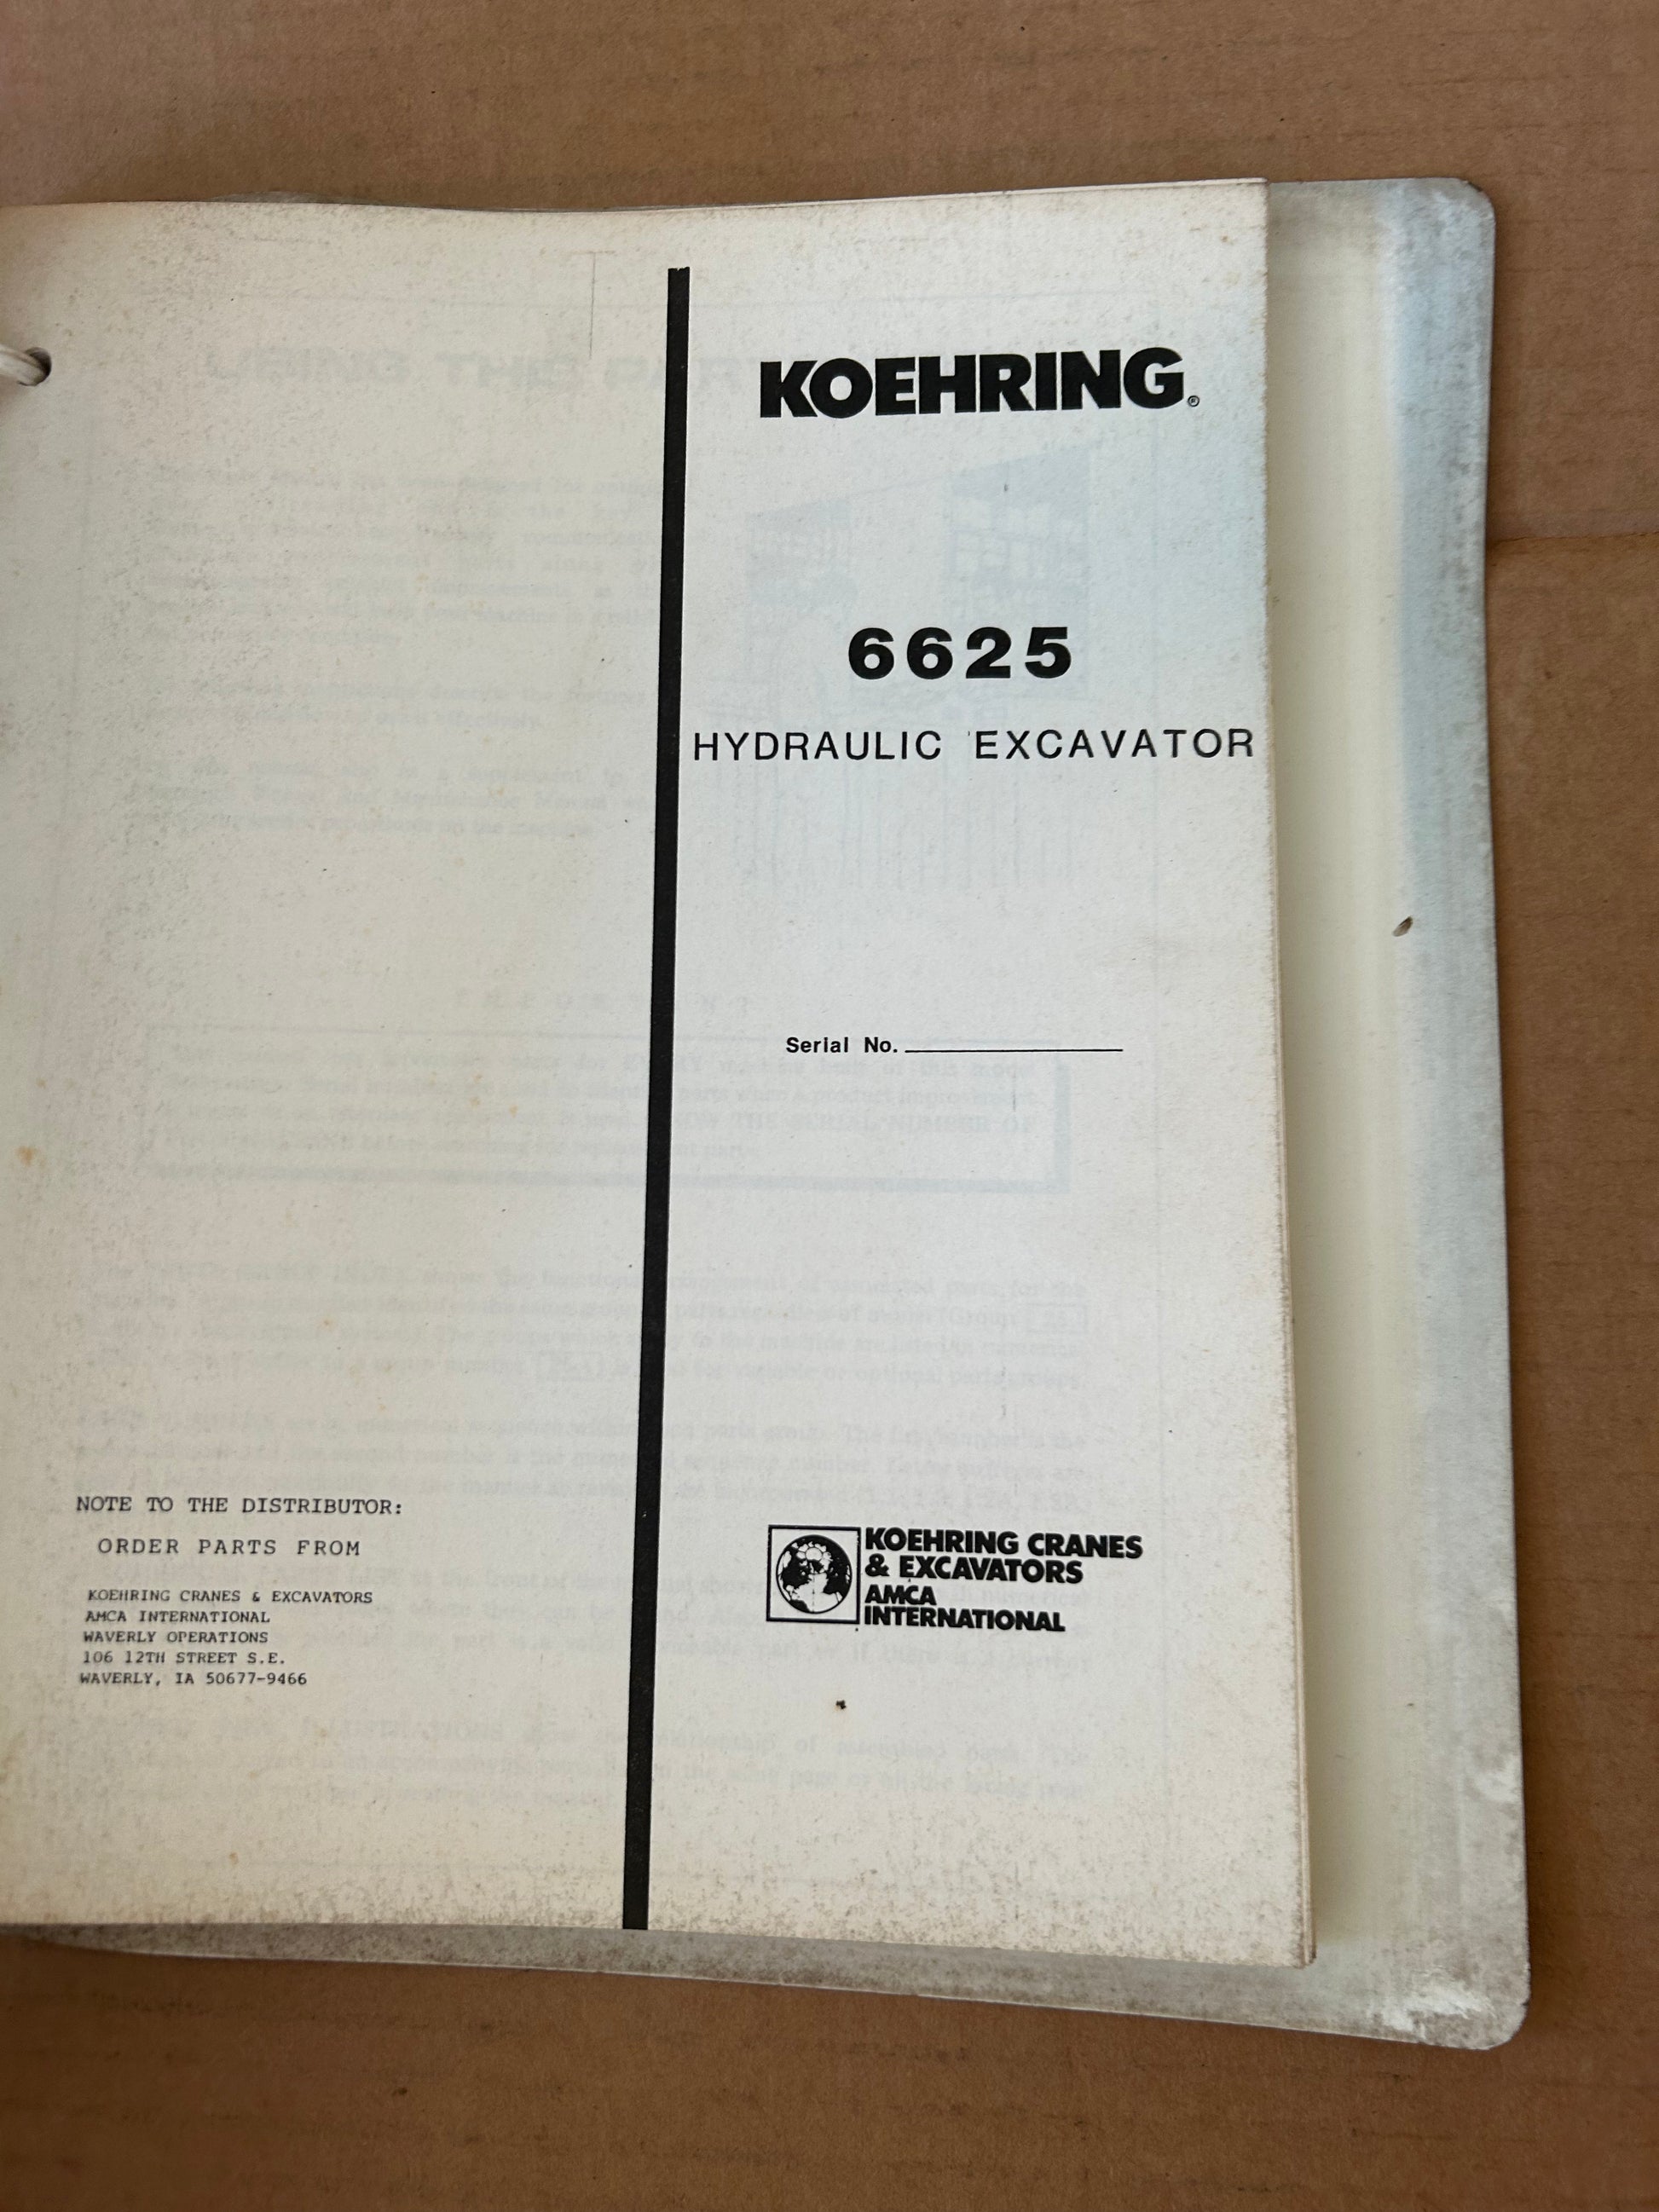 KOEHRING®
6625
HYDRAULIC EXCAVATOR
Serial No.
NOTE TO THE DISTRIBUTOR:
ORDER PARTS FROM
KOEHRING CRANES & EXCAVATORS
AMCA INTERNATIONAL
WAVERLY OPERATIONS
106 12TH STREET S.E.
WAVERLY, IA 50677-9466
KOEHRING CRANES
& EXCAVATORS
AMCA
INTERNATIONAL